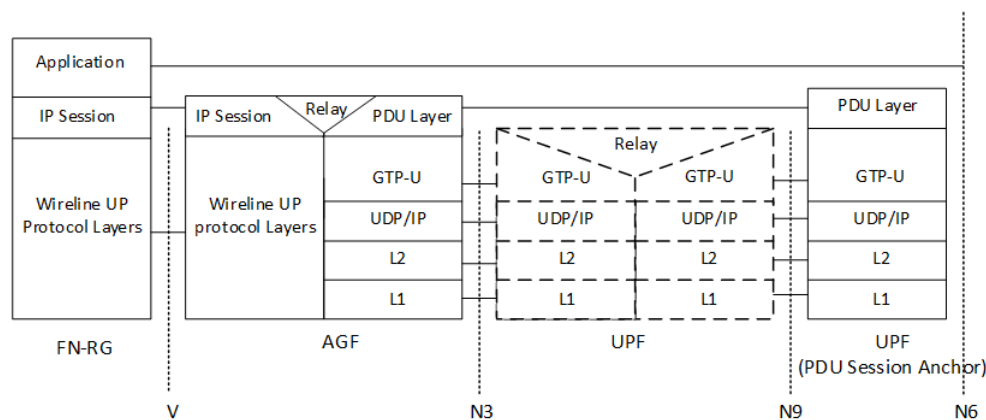 Application
IP Session
Wireline UP
Protocol Layers
FN-RG
IP Session
Relay
PDU Layer
Wireline UP
protocol Layers
GTP-U
UDP/IP
L2
L1
AGF
Relay
GTP-U
GTP-U
UDP/IP
UDP/IP
L2
L2
L1
L1
UPF
PDU Layer
GTP-U
UDP/IP
L2
L1
UPF
(PDU Session Anchor)
V
N3
N9
N6